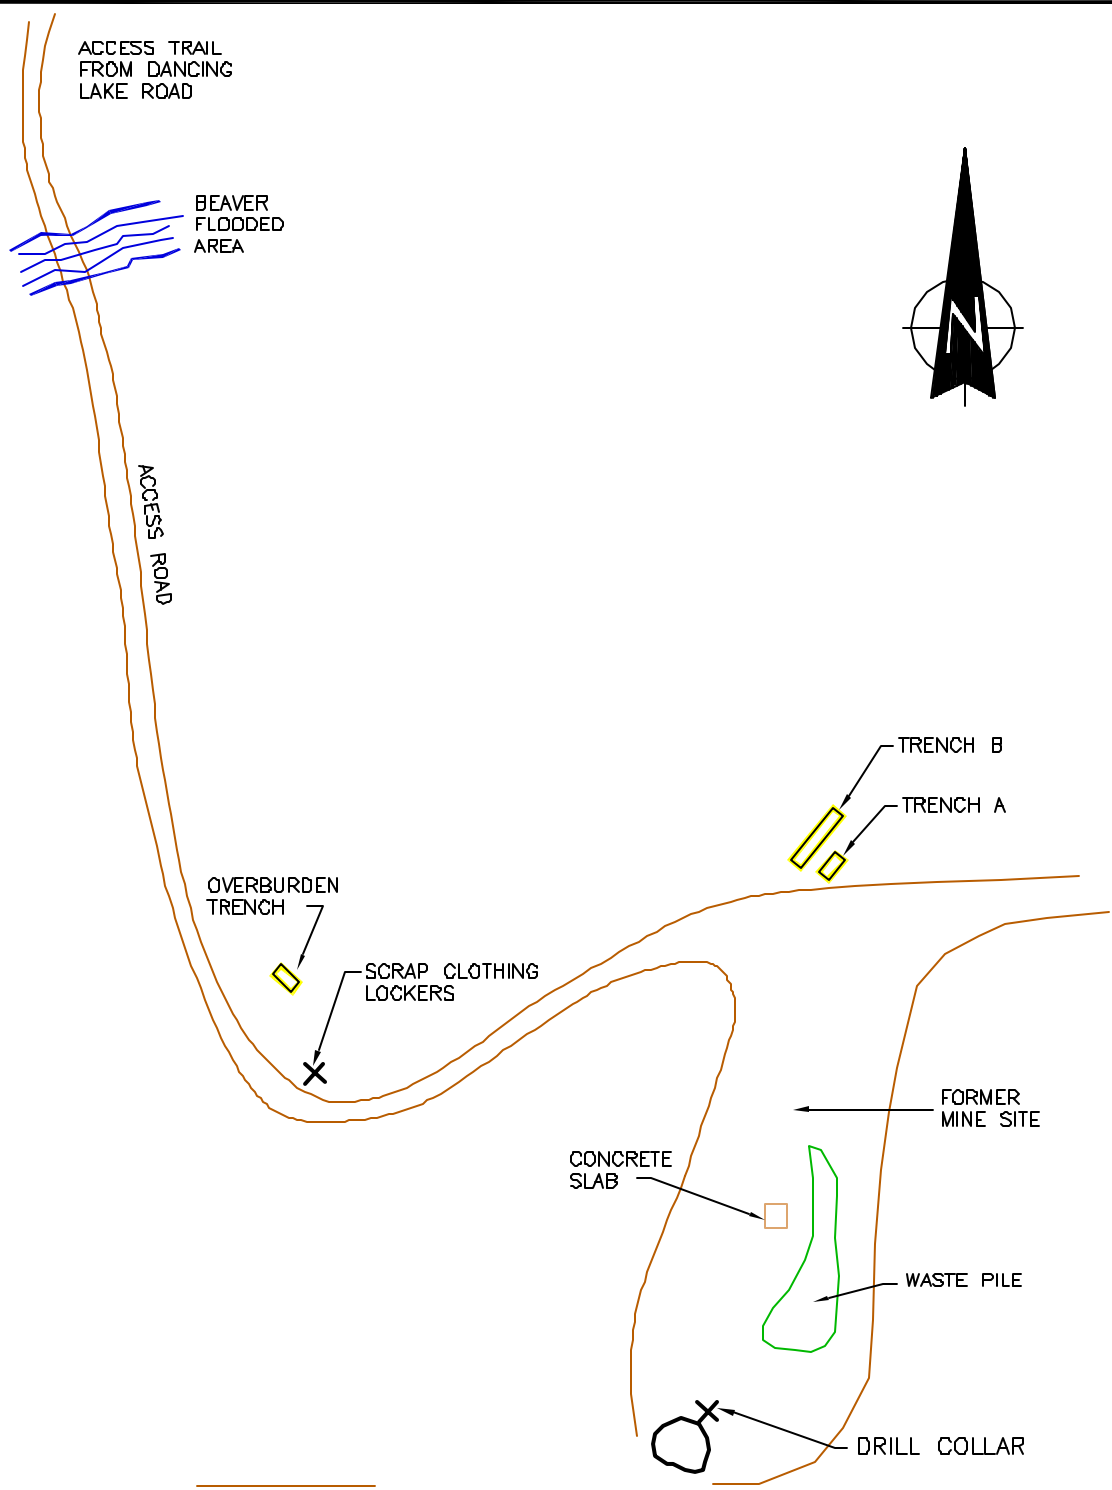 ACCESS TRAIL
FROM DANCING
LAKE ROAD
BEAVER
FLOODED
AREA
N
ACCESS ROAD
TRENCH B
TRENCH A
OVERBURDEN
TRENCH
SCRAP CLOTHING
LOCKERS
FORMER
MINE SITE
CONCRETE
SLAB
WASTE PILE
DRILL COLLAR